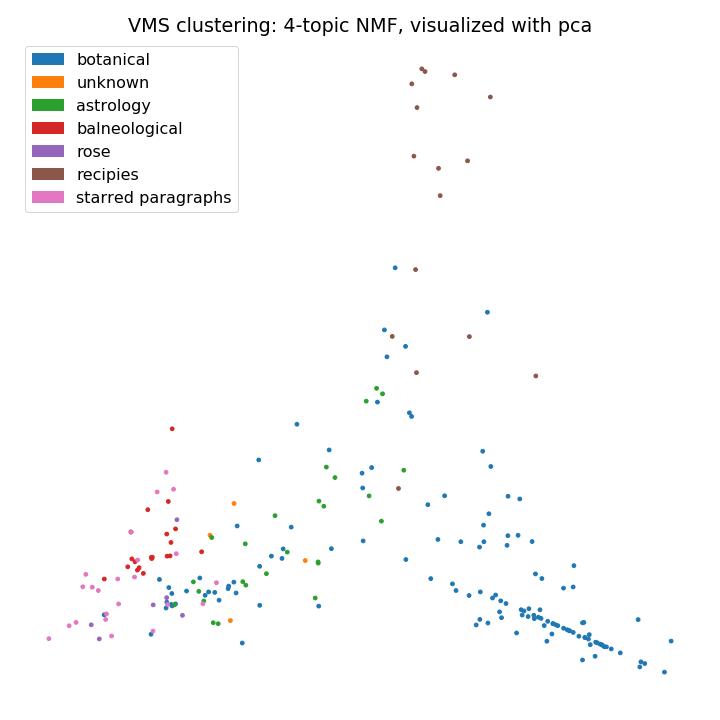 VMS clustering: 4-topic NMF, visualized with pca
botanical
unknown
astrology
balneological
rose
recipies
starred paragraphs